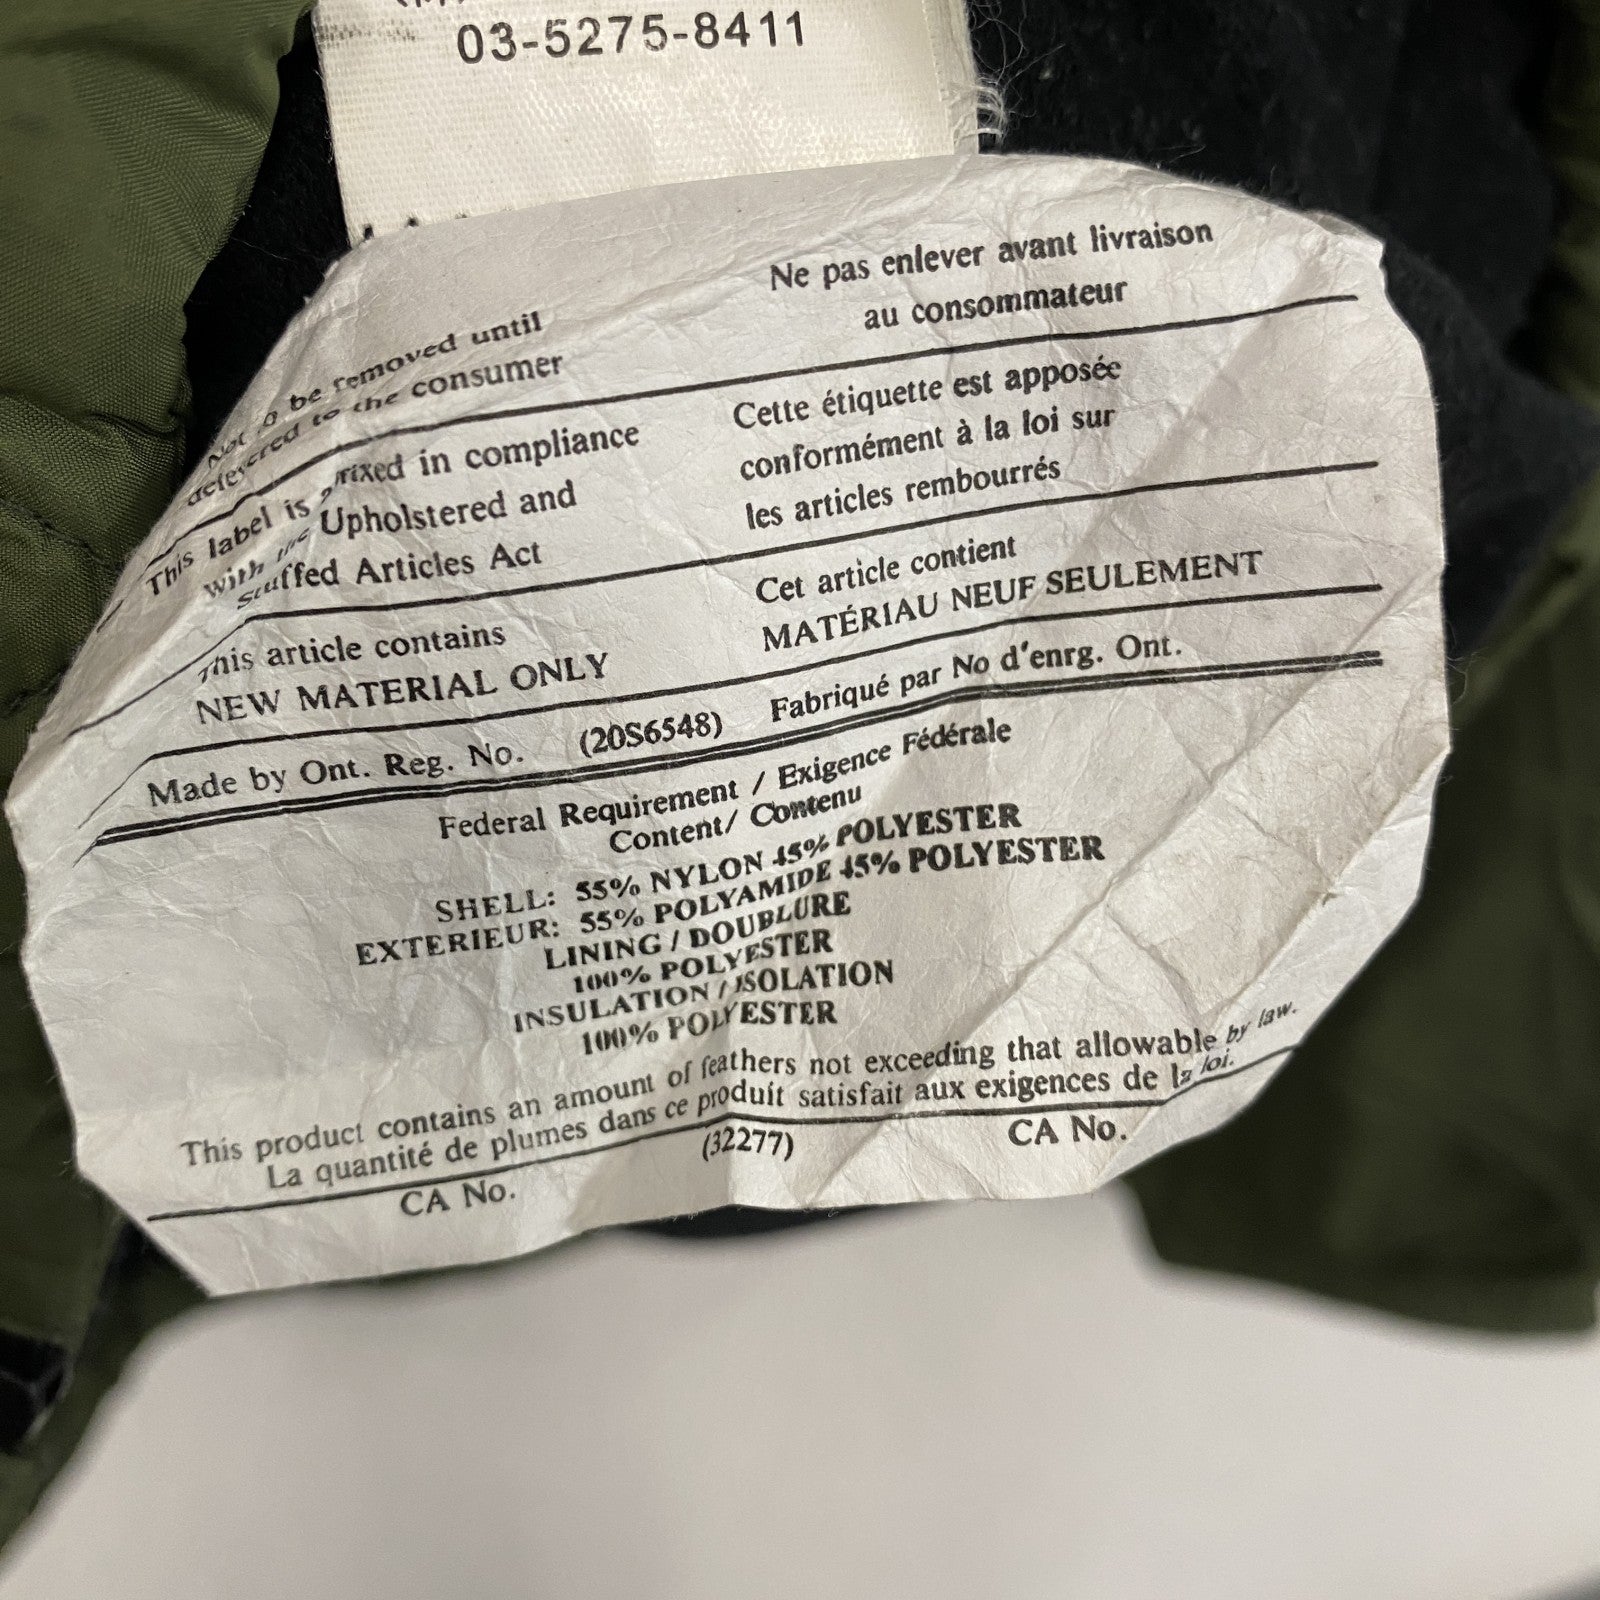 03-5275-8411
Not to be removed until
delivered to the consumer
Ne pas enlever avant livraison
au consommateur
This label is affixed in compliance
with the Upholstered and
Stuffed Articles Act
Cette étiquette est apposée
conformément à la loi sur
les articles rembourrés
This article contains
NEW MATERIAL ONLY
Cet article contient
MATÉRIAU NEUF SEULEMENT
Made by Ont. Reg. No. (20S6548) Fabriqué par No d'enrg. Ont.
Federal Requirement / Exigence Fédérale
Content/ Contenu
SHELL: 55% NYLON 45% POLYESTER
EXTERIEUR: 55% POLYAMIDE 45% POLYESTER
LINING / DOUBLURE
100% POLYESTER
INSULATION / ISOLATION
100% POLYESTER
This product contains an amount of feathers not exceeding that allowable by law.
La quantité de plumes dans ce produit satisfait aux exigences de la loi.
CA No. (32277) CA No.